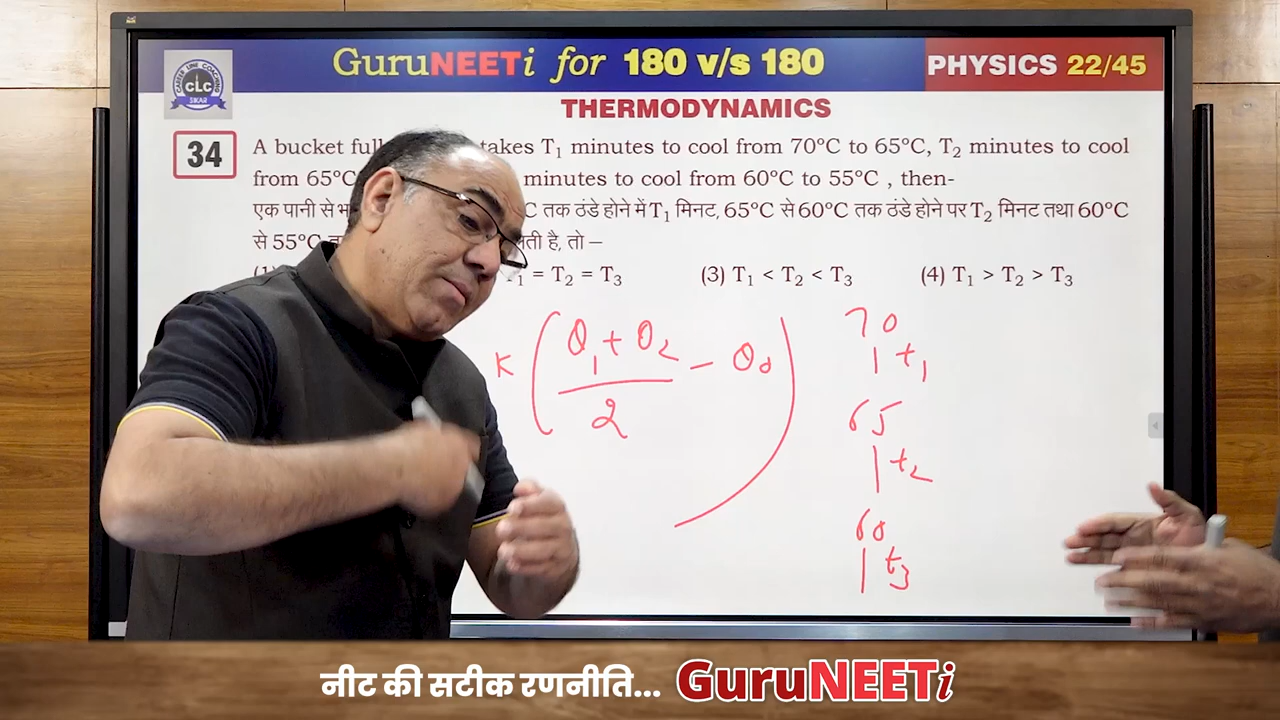 GuruNEETi for 180 v/s 180
PHYSICS 22/45
CLC
SIKAR
THERMODYNAMICS
34
A bucket full takes T₁ minutes to cool from 70°C to 65°C, T₂ minutes to cool
from 65°C minutes to cool from 60°C to 55°C , then-
एक पानी से C तक ठंडे होने में T₁ मिनट, 65°C से 60°C तक ठंडे होने पर T₂ मिनट तथा 60°C
से 55°C है, तो –
= T₂ = T₃ (3) T₁ < T₂ < T₃ (4) T₁ > T₂ > T₃
K ( θ₁ + θ₂ / 2 – θ₀ )
70
t₁
65
t₂
60
t₃
नीट की सटीक रणनीति... GuruNEETi